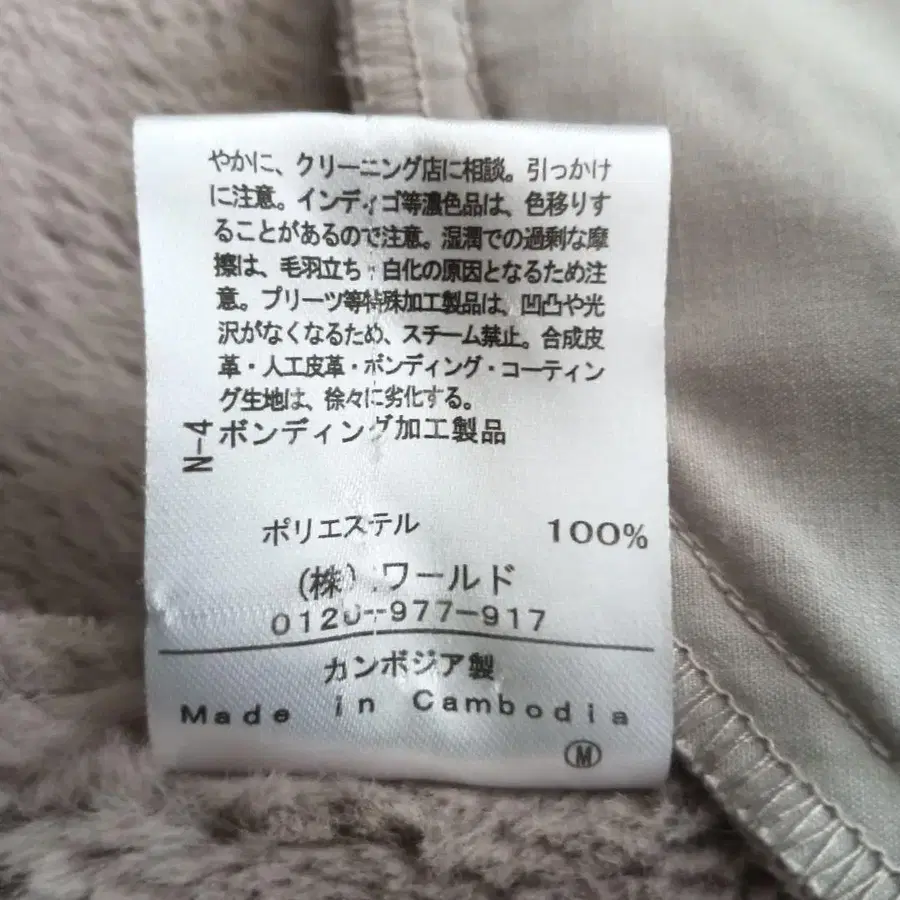 やかに、クリーニング店に相談。引っかけ
に注意。インディゴ等濃色品は、色移りす
ることがあるので注意。湿潤での過剰な摩
擦は、毛羽立ち・白化の原因となるため注
意。プリーツ等特殊加工製品は、凹凸や光
沢がなくなるため、スチーム禁止。合成皮
革・人工皮革・ボンディング・コーティン
グ生地は、徐々に劣化する。
N-4
ボンディング加工製品
ポリエステル 100%
(株)ワールド
0120-977-917
カンボジア製
Made in Cambodia
M